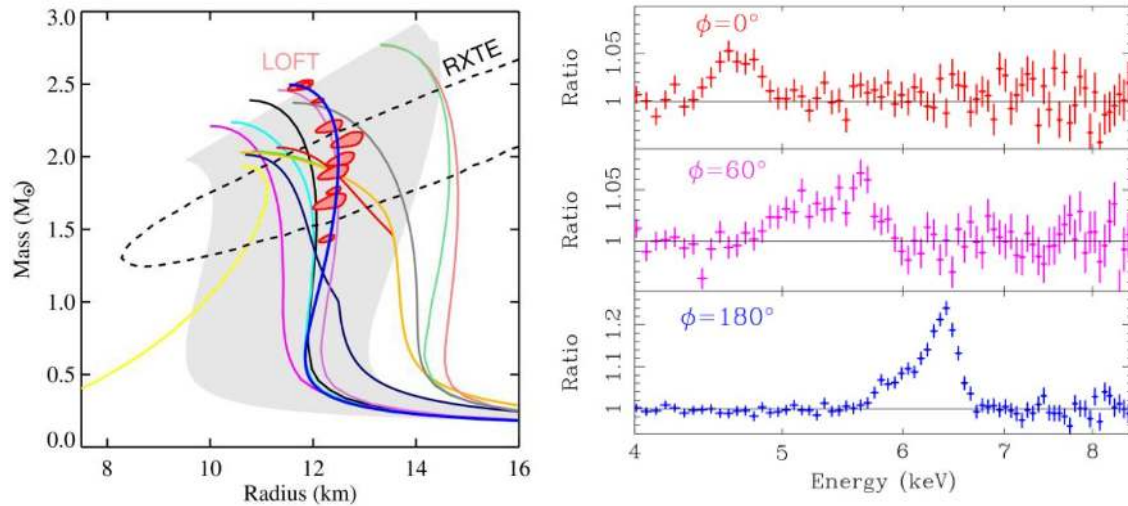 3.0
2.5
2.0
1.5
1.0
0.5
0.0
Mass (M☉)
LOFT
RXTE
8
10
12
14
16
Radius (km)
φ=0°
Ratio
1.05
1
φ=60°
Ratio
1.05
1
φ=180°
Ratio
1.2
1.1
1
4
5
6
7
8
Energy (keV)